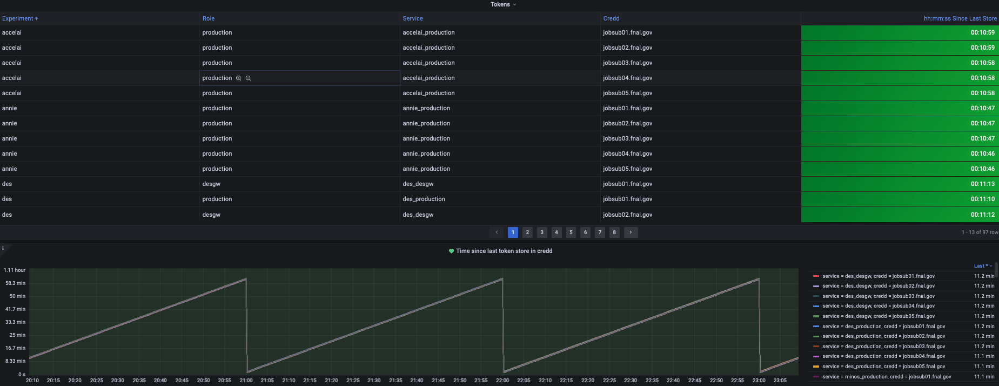 Tokens
Experiment Role Service Credd hh:mm:ss Since Last Store
accelai production accelai_production jobsub01.fnal.gov 00:10:59
accelai production accelai_production jobsub02.fnal.gov 00:10:59
accelai production accelai_production jobsub03.fnal.gov 00:10:58
accelai production accelai_production jobsub04.fnal.gov 00:10:58
accelai production accelai_production jobsub05.fnal.gov 00:10:58
annie production annie_production jobsub01.fnal.gov 00:10:47
annie production annie_production jobsub02.fnal.gov 00:10:47
annie production annie_production jobsub03.fnal.gov 00:10:47
annie production annie_production jobsub04.fnal.gov 00:10:46
annie production annie_production jobsub05.fnal.gov 00:10:46
des desgw des_desgw jobsub01.fnal.gov 00:11:13
des production des_production jobsub01.fnal.gov 00:11:10
des desgw des_desgw jobsub02.fnal.gov 00:11:12
1 2 3 4 5 6 7 8 1 - 13 of 97 row
i
Time since last token store in credd
1.11 hour
58.3 min
50 min
41.7 min
33.3 min
25 min
16.7 min
8.33 min
0 s
20:10 20:15 20:20 20:25 20:30 20:35 20:40 20:45 20:50 20:55 21:00 21:05 21:10 21:15 21:20 21:25 21:30 21:35 21:40 21:45 21:50 21:55 22:00 22:05 22:10 22:15 22:20 22:25 22:30 22:35 22:40 22:45 22:50 22:55 23:00 23:05
Last *
service = des_desgw, credd = jobsub01.fnal.gov 11.2 min
service = des_desgw, credd = jobsub02.fnal.gov 11.2 min
service = des_desgw, credd = jobsub03.fnal.gov 11.2 min
service = des_desgw, credd = jobsub04.fnal.gov 11.2 min
service = des_desgw, credd = jobsub05.fnal.gov 11.2 min
service = des_production, credd = jobsub01.fnal.gov 11.2 min
service = des_production, credd = jobsub02.fnal.gov 11.2 min
service = des_production, credd = jobsub03.fnal.gov 11.2 min
service = des_production, credd = jobsub04.fnal.gov 11.1 min
service = des_production, credd = jobsub05.fnal.gov 11.2 min
service = minos_production, credd = jobsub01.fnal.gov 11.1 min